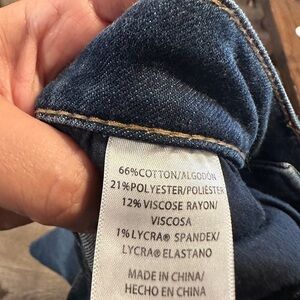 66%COTTON/ALGODÓN
21%POLYESTER/POLIÉSTER
12% VISCOSE RAYON/
VISCOSA
1% LYCRA® SPANDEX/
LYCRA® ELASTANO
MADE IN CHINA/
HECHO EN CHINA